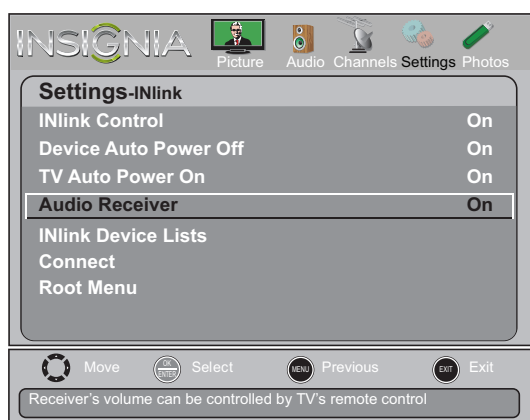 INSIGNIA
Picture Audio Channels Settings Photos
Settings-INlink
INlink Control On
Device Auto Power Off On
TV Auto Power On On
Audio Receiver On
INlink Device Lists
Connect
Root Menu
Move OK ENTER Select MENU Previous EXIT Exit
Receiver's volume can be controlled by TV's remote control